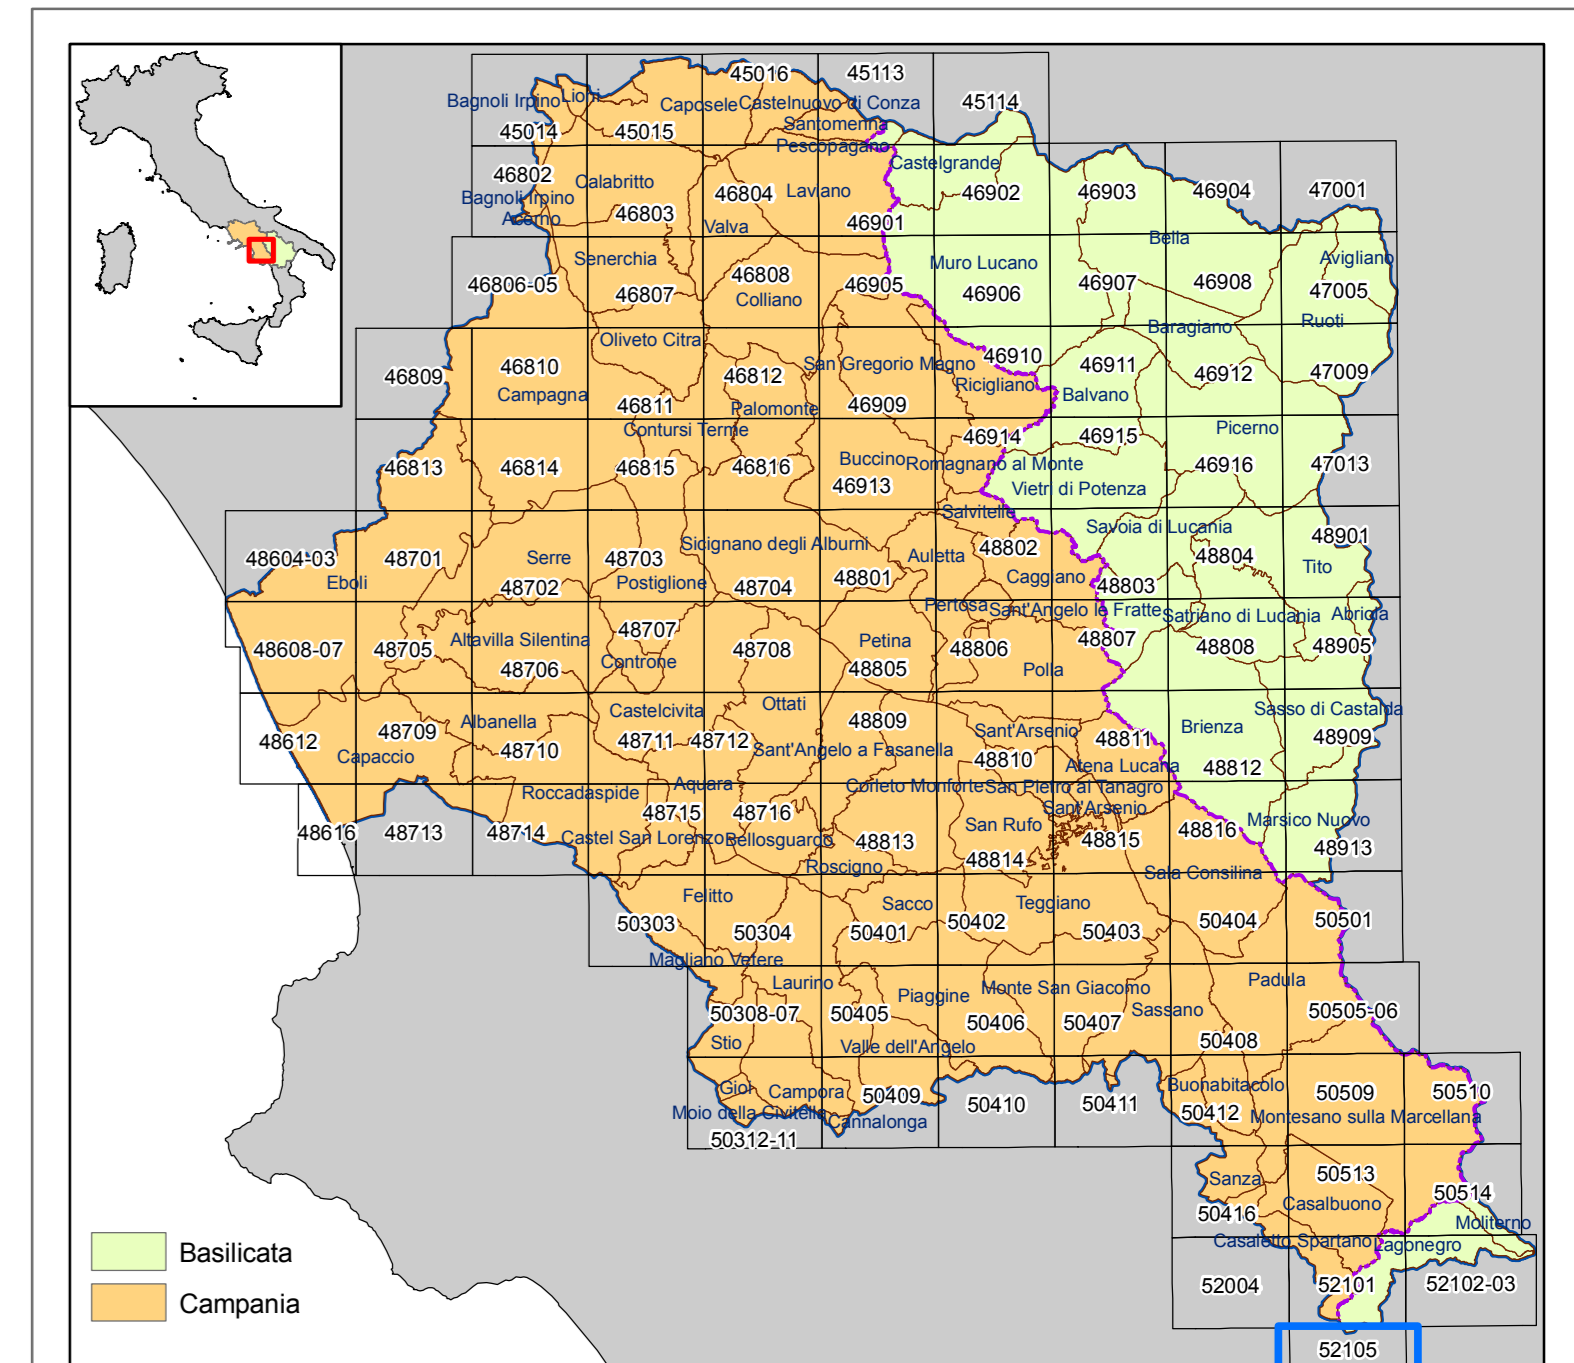 45016
45113
45114
Bagnoli Irpino
Lioni
Caposele
Castelnuovo di Conza
45014
45015
Santomenna
Pescopagano
Castelgrande
46802
Calabritto
46804
Laviano
46902
46903
46904
47001
Bagnoli Irpino
Acerno
46803
Valva
46901
Bella
Senerchia
46808
Muro Lucano
Avigliano
46806-05
46807
Colliano
46905
46906
46907
46908
47005
Oliveto Citra
Baragiano
Ruoti
46809
46810
46812
San Gregorio Magno
46910
46911
46912
47009
Campagna
46811
Palomonte
46909
Ricigliano
Balvano
Contursi Terme
46914
46915
Picerno
46813
46814
46815
46816
Buccino
Romagnano al Monte
46916
47013
46913
Vietri di Potenza
Salvitelle
Savoia di Lucania
48901
48604-03
48701
Serre
48703
Sicignano degli Alburni
Auletta
48802
48804
Tito
Eboli
48702
Postiglione
48704
48801
Caggiano
48803
Pertosa
Sant'Angelo le Fratte
Satriano di Lucania
Abriola
48608-07
48705
Altavilla Silentina
48707
48708
Petina
48806
48807
48808
48905
48706
Controne
48805
Polla
Albanella
Castelcivita
Ottati
48809
Sant'Arsenio
Brienza
Sasso di Castalda
48612
48709
48710
48711
48712
Sant'Angelo a Fasanella
48810
48811
48909
Capaccio
Atena Lucana
48812
Roccadaspide
Aquara
Corleto Monforte
San Pietro al Tanagro
Sant'Arsenio
48616
48713
48714
48715
48716
San Rufo
48816
Marsico Nuovo
Castel San Lorenzo
Bellosguardo
48813
48814
48815
48913
Roscigno
Sala Consilina
Felitto
Sacco
Teggiano
50303
50304
50401
50402
50403
50404
50501
Magliano Vetere
Laurino
Piaggine
Monte San Giacomo
Padula
50308-07
50405
50406
50407
Sassano
50505-06
Stio
Valle dell'Angelo
50408
Gioi
Campora
50409
50410
50411
Buonabitacolo
50509
50510
Moio della Civitella
Cannalonga
50412
Montesano sulla Marcellana
50312-11
Sanza
50513
50514
50416
Casalbuono
Moliterno
Casaletto Spartano
Lagonegro
52004
52101
52102-03
52105
Basilicata
Campania